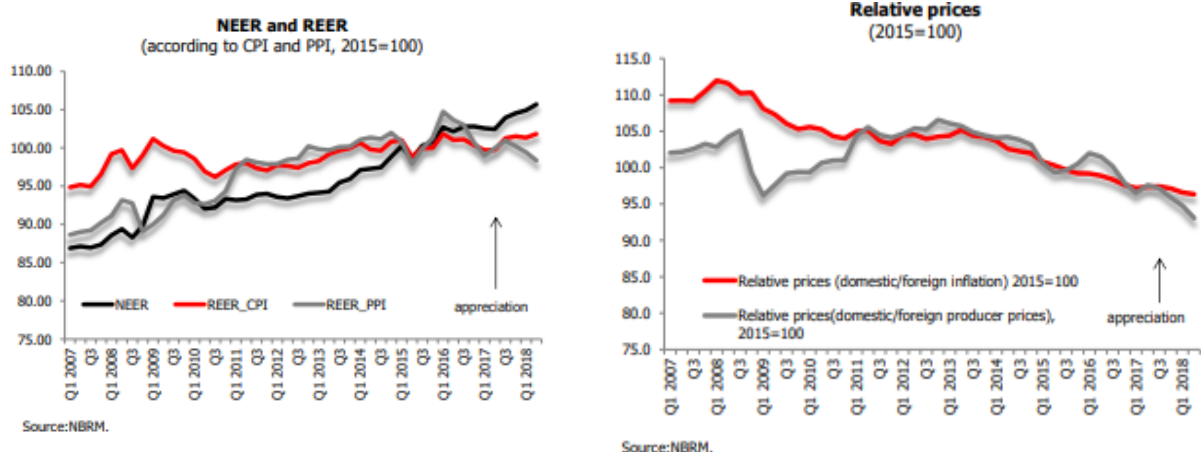 NEER and REER
(according to CPI and PPI, 2015=100)
110.00
105.00
100.00
95.00
90.00
85.00
80.00
75.00
NEER
REER_CPI
REER_PPI
appreciation
Q1 2007
Q3
Q1 2008
Q3
Q1 2009
Q3
Q1 2010
Q3
Q1 2011
Q3
Q1 2012
Q3
Q1 2013
Q3
Q1 2014
Q3
Q1 2015
Q3
Q1 2016
Q3
Q1 2017
Q3
Q1 2018
Source:NBRM.
Relative prices
(2015=100)
115.0
110.0
105.0
100.0
95.0
90.0
85.0
80.0
75.0
Relative prices (domestic/foreign inflation) 2015=100
Relative prices(domestic/foreign producer prices),
2015=100
appreciation
Q1 2007
Q3
Q1 2008
Q3
Q1 2009
Q3
Q1 2010
Q3
Q1 2011
Q3
Q1 2012
Q3
Q1 2013
Q3
Q1 2014
Q3
Q1 2015
Q3
Q1 2016
Q3
Q1 2017
Q3
Q1 2018
Source:NBRM.